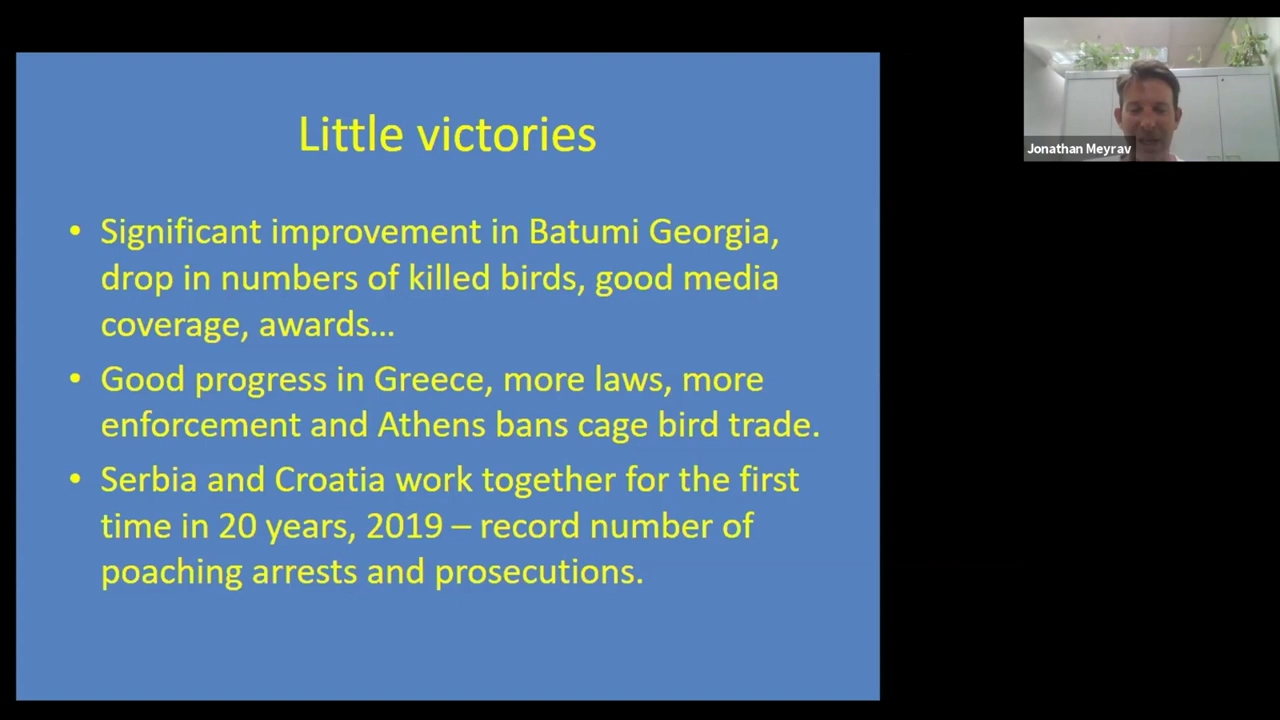 Little victories
• Significant improvement in Batumi Georgia,
drop in numbers of killed birds, good media
coverage, awards…
• Good progress in Greece, more laws, more
enforcement and Athens bans cage bird trade.
• Serbia and Croatia work together for the first
time in 20 years, 2019 – record number of
poaching arrests and prosecutions.
Jonathan Meyrav